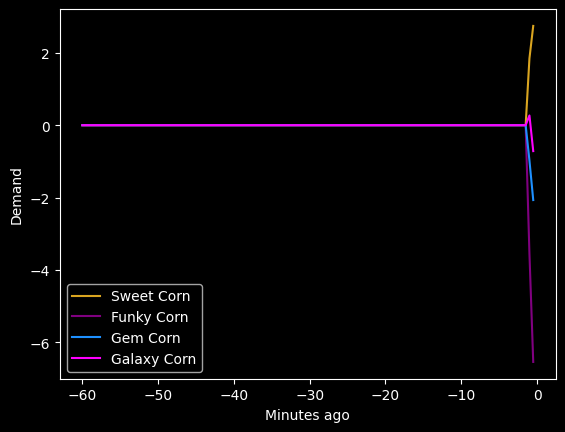 2
0
−2
−4
−6
Demand
Sweet Corn
Funky Corn
Gem Corn
Galaxy Corn
−60 −50 −40 −30 −20 −10 0
Minutes ago